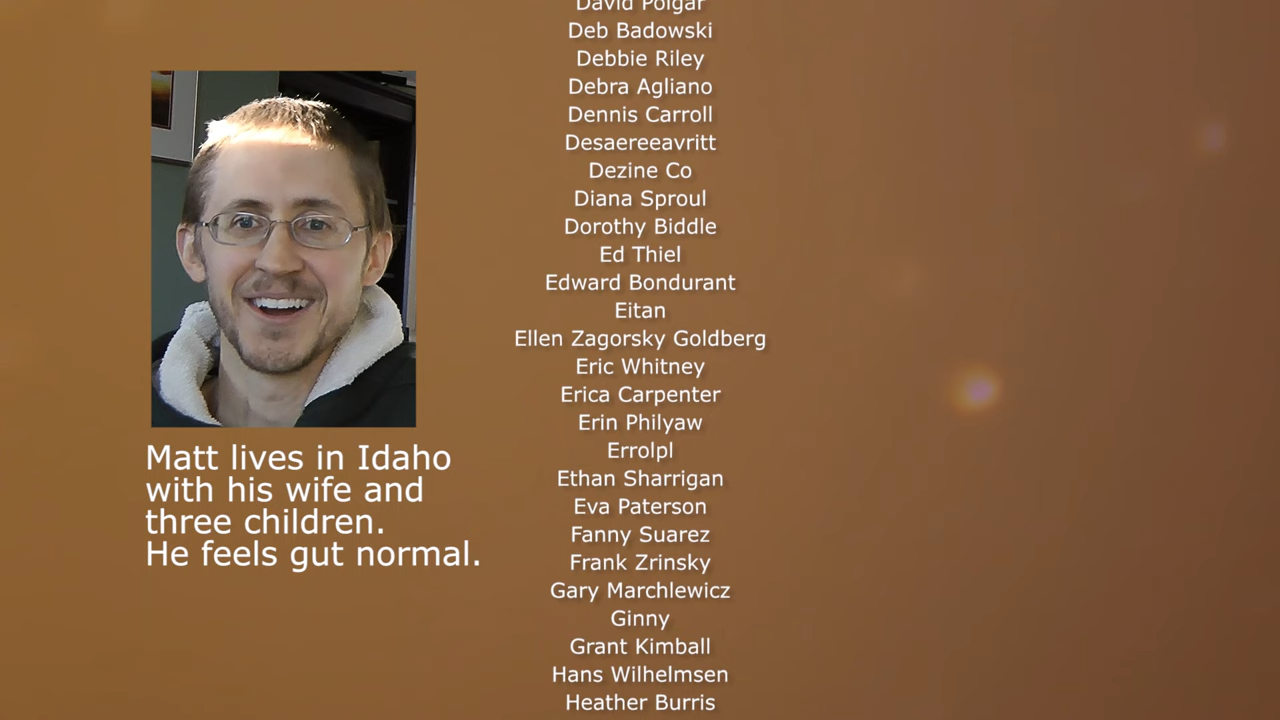 David Polgar
Deb Badowski
Debbie Riley
Debra Agliano
Dennis Carroll
Desaereeavritt
Dezine Co
Diana Sproul
Dorothy Biddle
Ed Thiel
Edward Bondurant
Eitan
Ellen Zagorsky Goldberg
Eric Whitney
Erica Carpenter
Erin Philyaw
Errolpl
Ethan Sharrigan
Eva Paterson
Fanny Suarez
Frank Zrinsky
Gary Marchlewicz
Ginny
Grant Kimball
Hans Wilhelmsen
Heather Burris
Matt lives in Idaho
with his wife and
three children.
He feels gut normal.